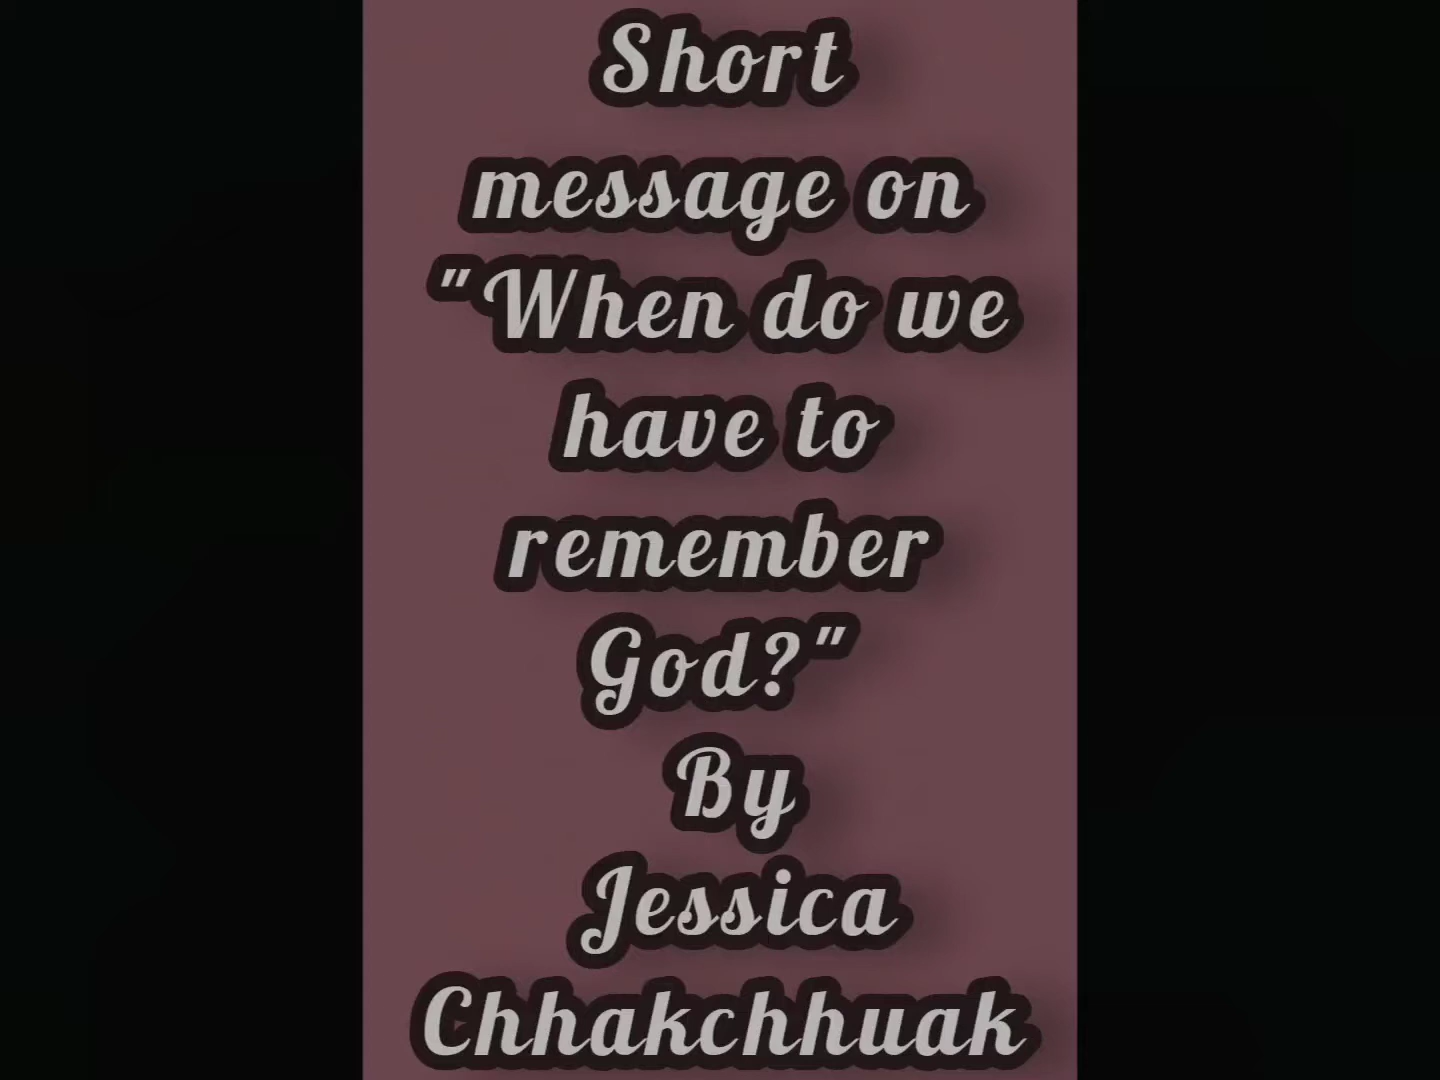 Short
message on
"When do we
have to
remember
God?"
By
Jessica
Chhakchhuak